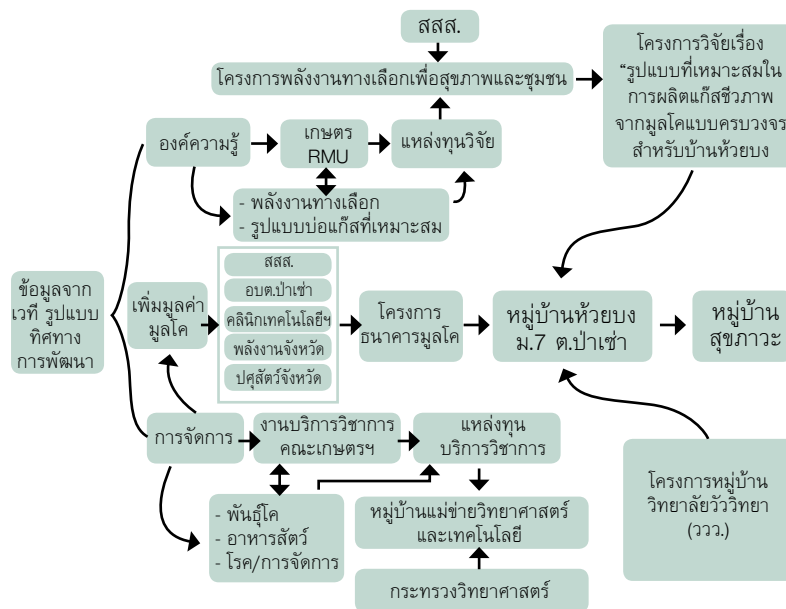 สสส.
โครงการพลังงานทางเลือกเพื่อสุขภาพและชุมชน
โครงการวิจัยเรื่อง
“รูปแบบที่เหมาะสมใน
การผลิตแก๊สชีวภาพ
จากมูลโคแบบครบวงจร
สำหรับบ้านห้วยบง
องค์ความรู้
เกษตร
RMU
แหล่งทุนวิจัย
- พลังงานทางเลือก
- รูปแบบบ่อแก๊สที่เหมาะสม
ข้อมูลจาก
เวที รูปแบบ
ทิศทาง
การพัฒนา
เพิ่มมูลค่า
มูลโค
สสส.
อบต.ป่าเซ่า
คลินิกเทคโนโลยีฯ
พลังงานจังหวัด
ปศุสัตว์จังหวัด
โครงการ
ธนาคารมูลโค
หมู่บ้านห้วยบง
ม.7 ต.ป่าเซ่า
หมู่บ้าน
สุขภาวะ
การจัดการ
งานบริการวิชาการ
คณะเกษตรฯ
แหล่งทุน
บริการวิชาการ
- พันธุ์โค
- อาหารสัตว์
- โรค/การจัดการ
หมู่บ้านแม่ข่ายวิทยาศาสตร์
และเทคโนโลยี
กระทรวงวิทยาศาสตร์
โครงการหมู่บ้าน
วิทยาลัยวัววิทยา
(ววว.)